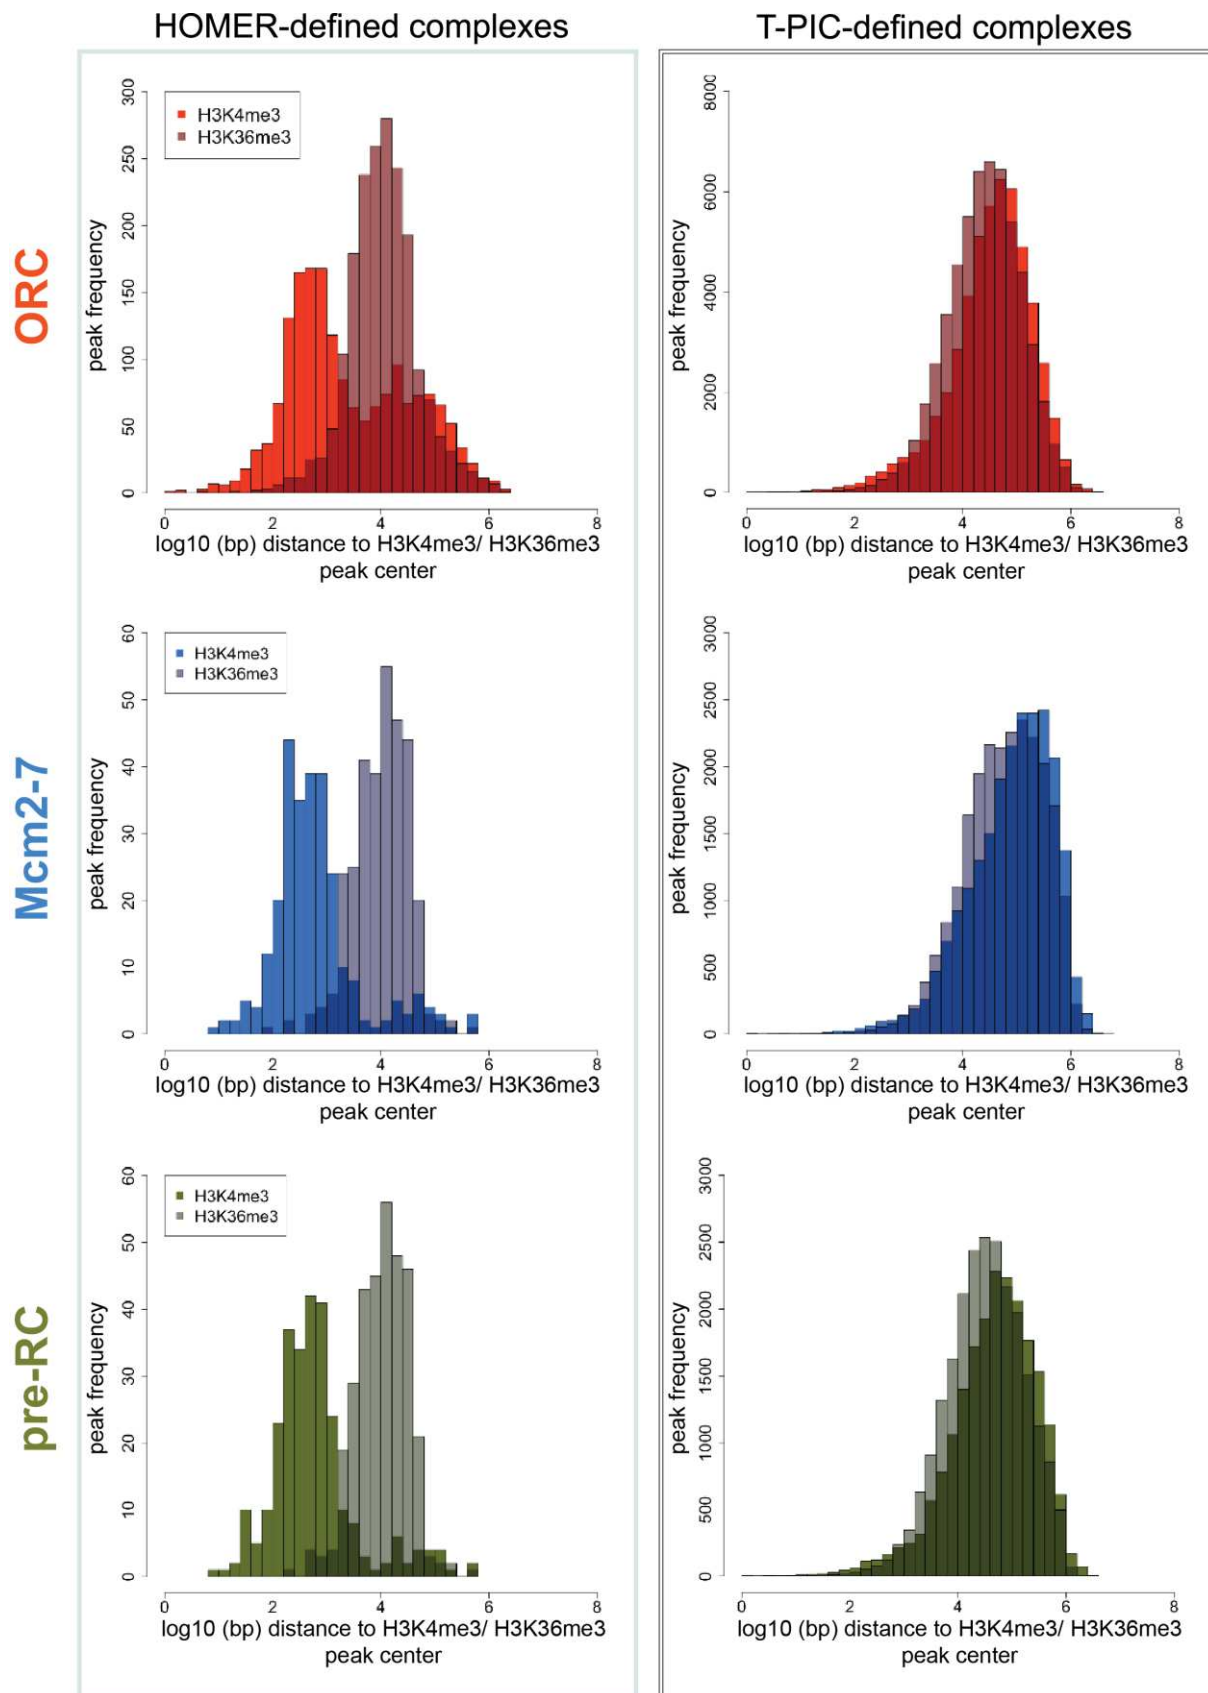 HOMER-defined complexes
T-PIC-defined complexes
ORC
peak frequency
300
250
200
150
100
50
0
H3K4me3
H3K36me3
0 2 4 6 8
log10 (bp) distance to H3K4me3/ H3K36me3
peak center
peak frequency
8000
6000
4000
2000
0
0 2 4 6 8
log10 (bp) distance to H3K4me3/ H3K36me3
peak center
Mcm2-7
peak frequency
60
50
40
30
20
10
0
H3K4me3
H3K36me3
0 2 4 6 8
log10 (bp) distance to H3K4me3/ H3K36me3
peak center
peak frequency
3000
2500
2000
1500
1000
500
0
0 2 4 6 8
log10 (bp) distance to H3K4me3/ H3K36me3
peak center
pre-RC
peak frequency
60
50
40
30
20
10
0
H3K4me3
H3K36me3
0 2 4 6 8
log10 (bp) distance to H3K4me3/ H3K36me3
peak center
peak frequency
3000
2500
2000
1500
1000
500
0
0 2 4 6 8
log10 (bp) distance to H3K4me3/ H3K36me3
peak center